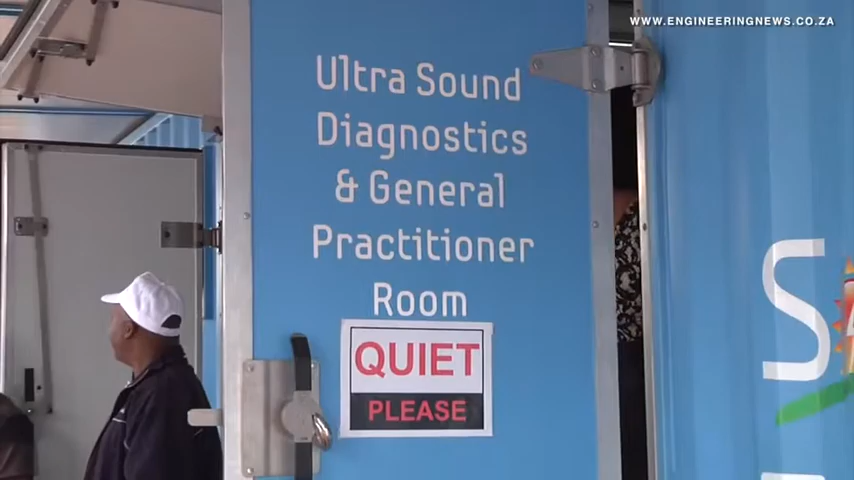 WWW.ENGINEERINGNEWS.CO.ZA
Ultra Sound
Diagnostics
& General
Practitioner
Room
QUIET
PLEASE